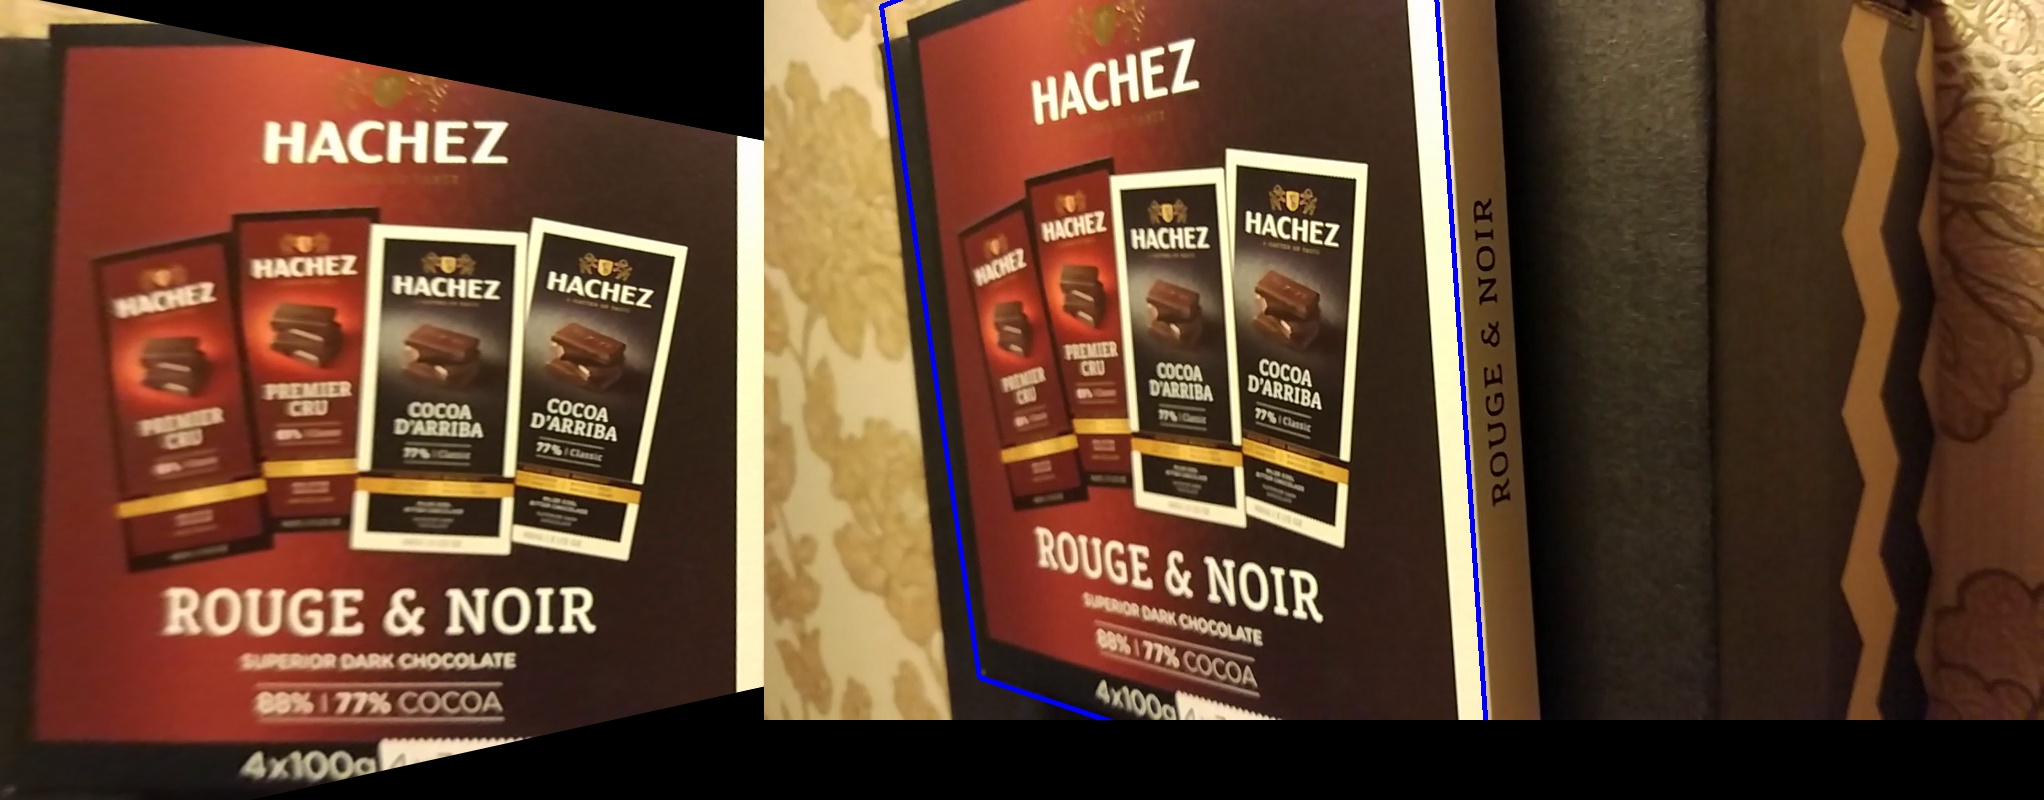 HACHEZ
HACHEZ
PREMIER
CRU
HACHEZ
PREMIER
CRU
HACHEZ
COCOA
D'ARRIBA
77% | Classic
HACHEZ
COCOA
D'ARRIBA
77% | Classic
ROUGE & NOIR
SUPERIOR DARK CHOCOLATE
88% | 77% COCOA
4x100g
HACHEZ
HACHEZ
PREMIER
CRU
HACHEZ
PREMIER
CRU
HACHEZ
COCOA
D'ARRIBA
77% | Classic
HACHEZ
COCOA
D'ARRIBA
77% | Classic
ROUGE & NOIR
SUPERIOR DARK CHOCOLATE
88% | 77% COCOA
4x100g
ROUGE & NOIR